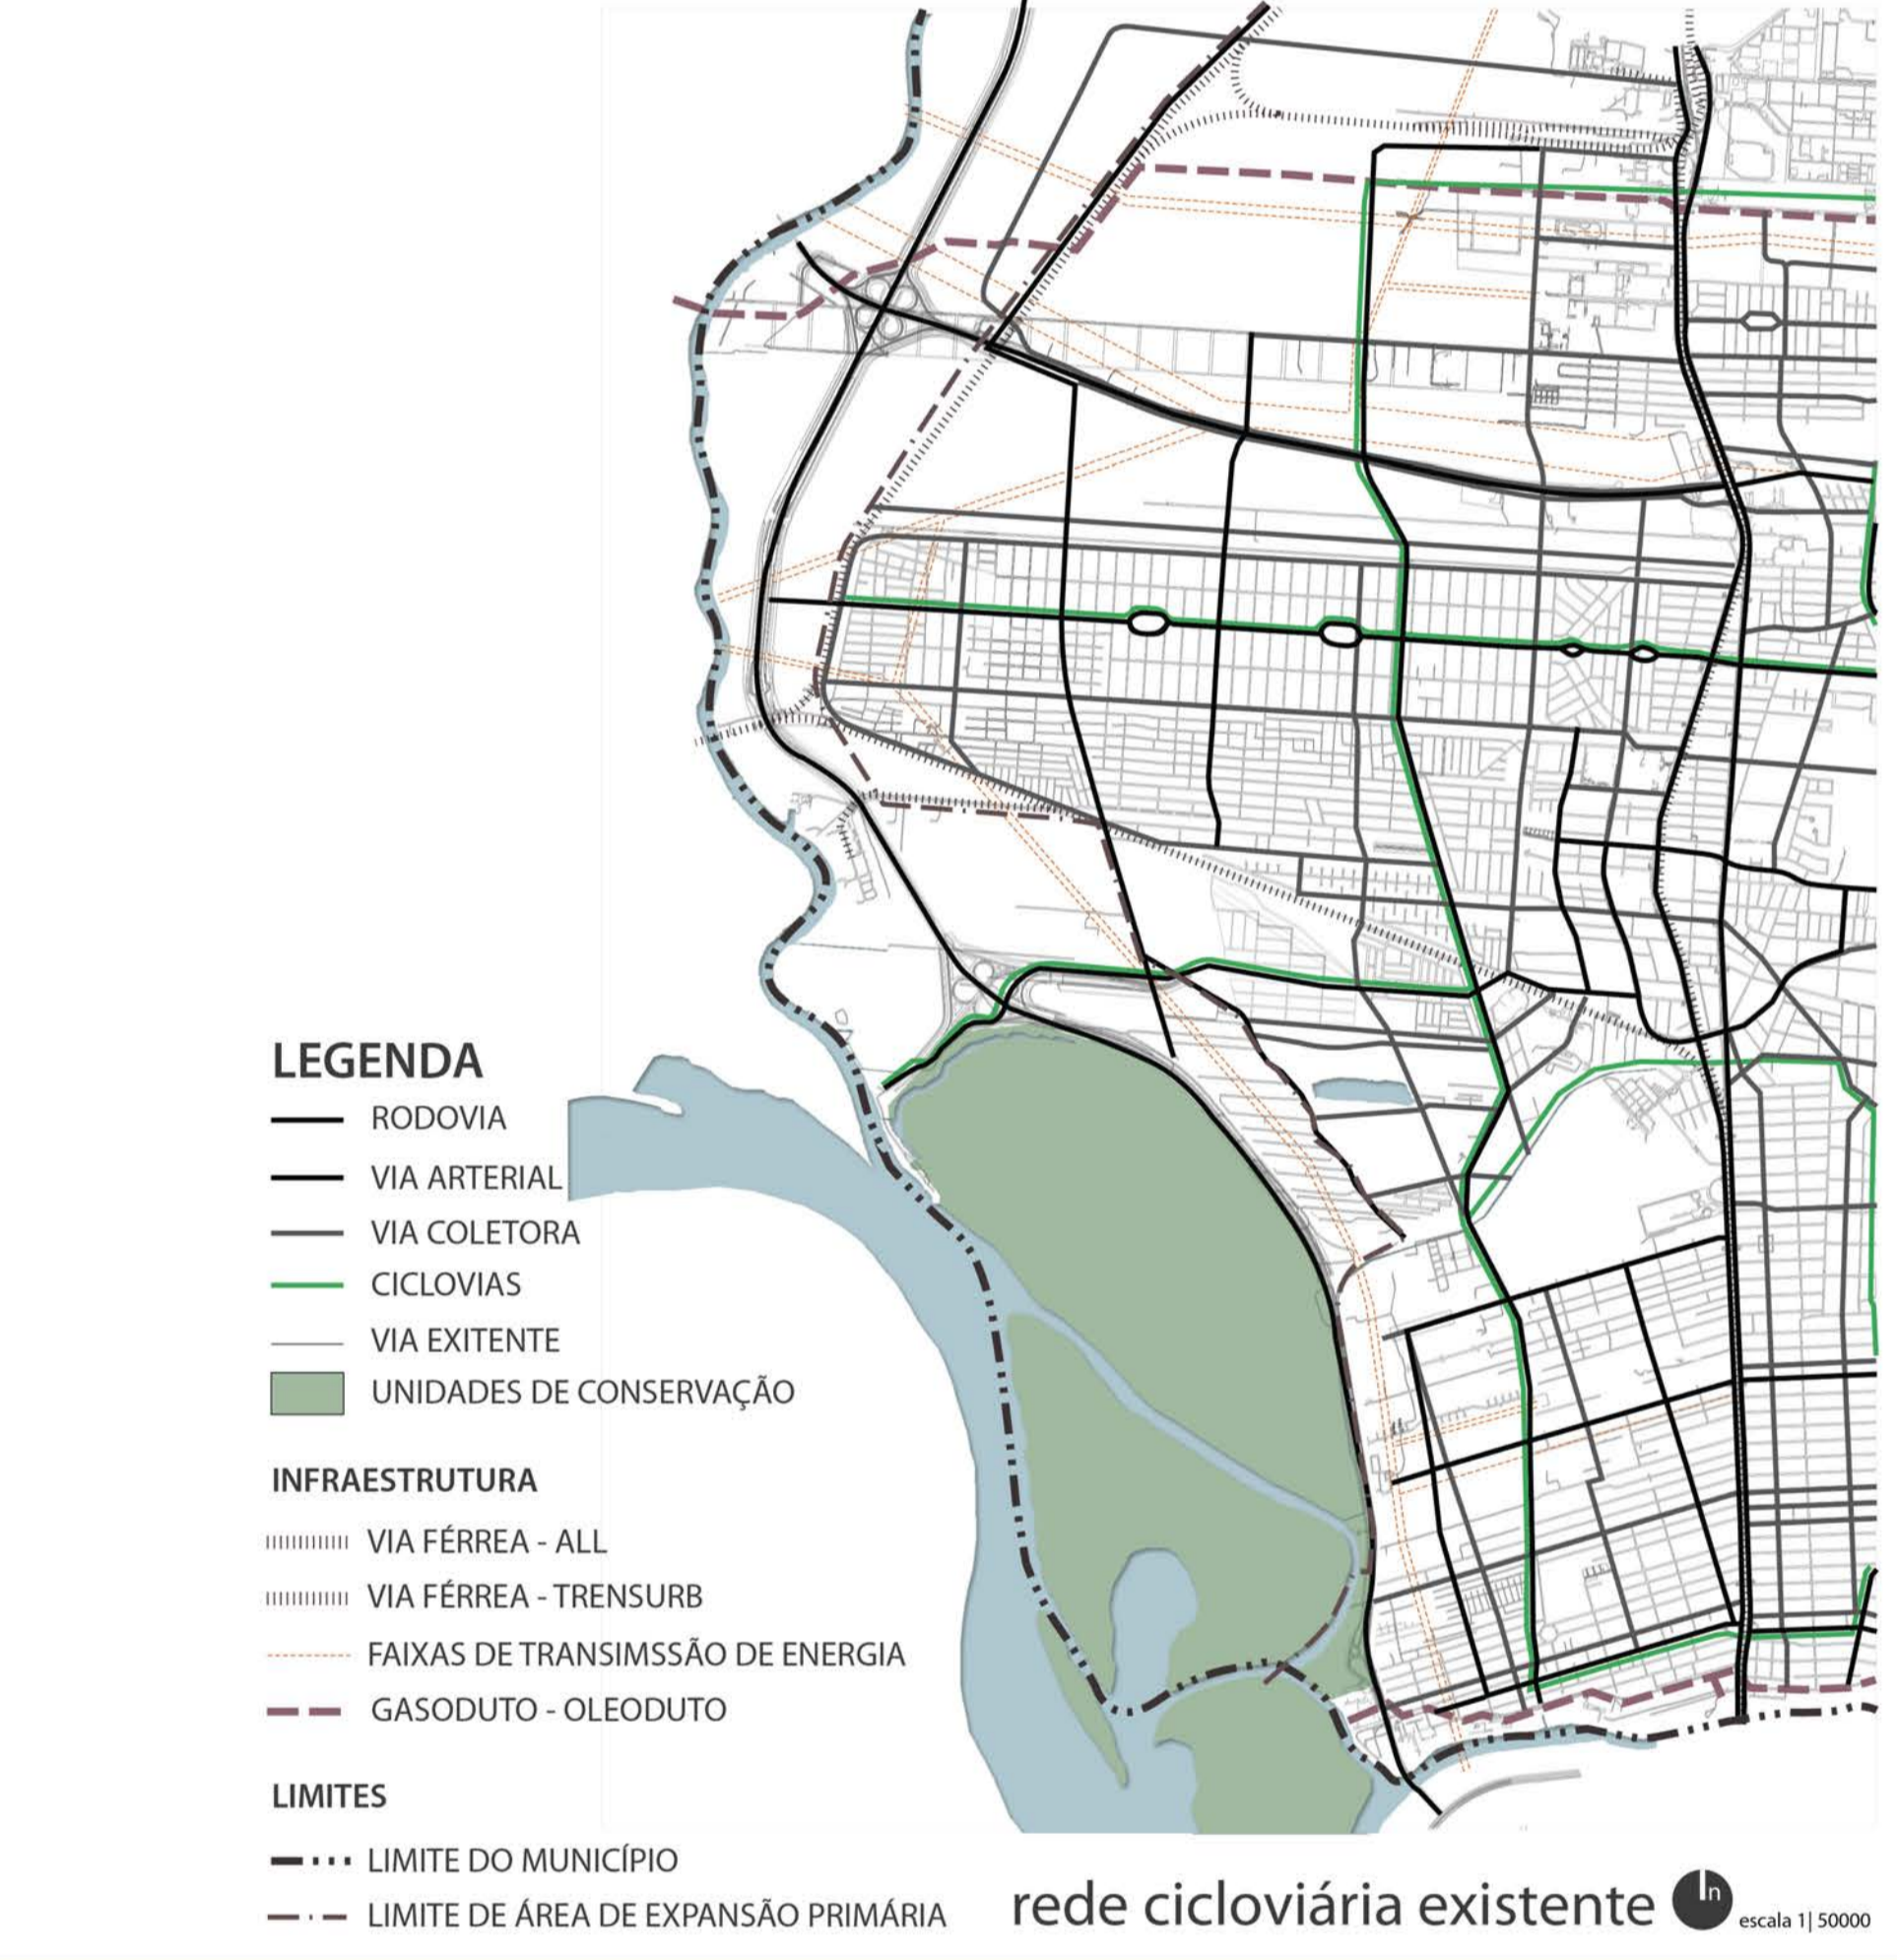 LEGENDA
RODOVIA
VIA ARTERIAL
VIA COLETORA
CICLOVIAS
VIA EXITENTE
UNIDADES DE CONSERVAÇÃO
INFRAESTRUTURA
VIA FÉRREA - ALL
VIA FÉRREA - TRENSURB
FAIXAS DE TRANSIMSSÃO DE ENERGIA
GASODUTO - OLEODUTO
LIMITES
LIMITE DO MUNICÍPIO
LIMITE DE ÁREA DE EXPANSÃO PRIMÁRIA
rede cicloviária existente
n
escala 1| 50000